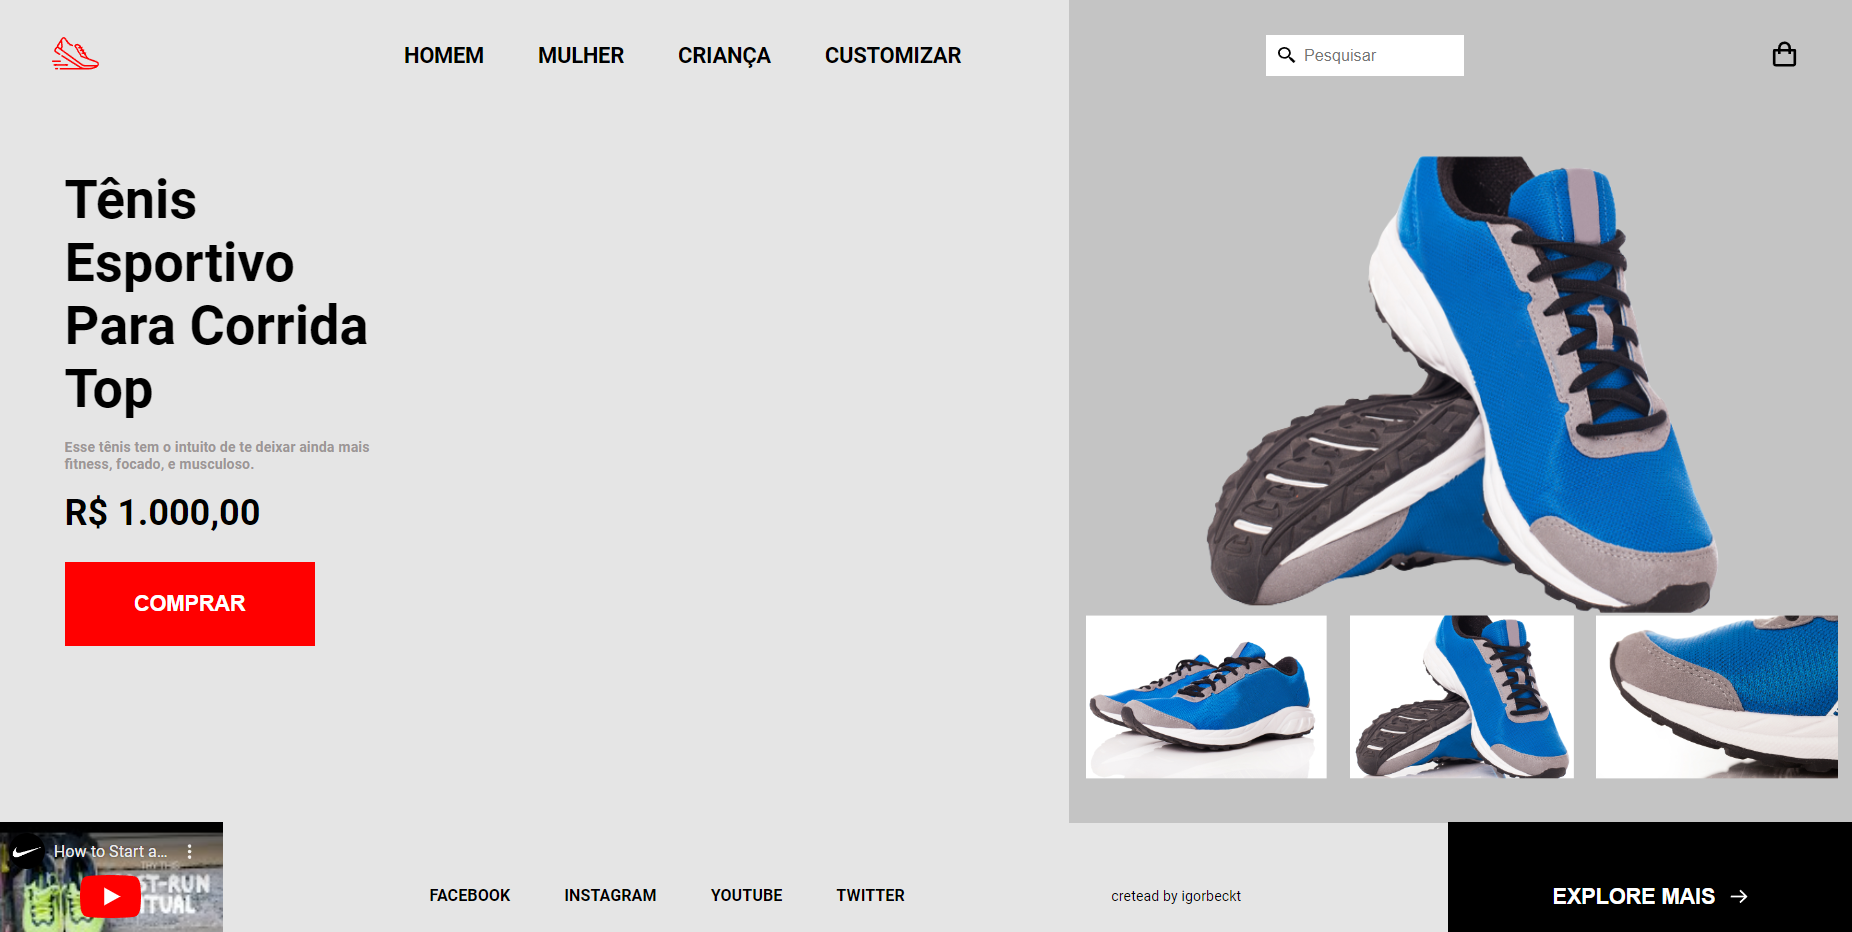 HOMEM MULHER CRIANÇA CUSTOMIZAR
Pesquisar
Tênis
Esportivo
Para Corrida
Top
Esse tênis tem o intuito de te deixar ainda mais
fitness, focado, e musculoso.
R$ 1.000,00
COMPRAR
How to Start a...
TRY THIS
ST-RUN
ITUAL
FACEBOOK INSTAGRAM YOUTUBE TWITTER
cretead by igorbeckt
EXPLORE MAIS